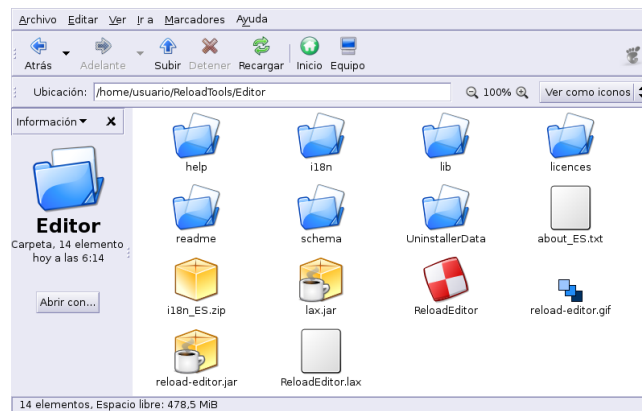 Archivo Editar Ver Ir a Marcadores Ayuda
Atrás Adelante Subir Detener Recargar Inicio Equipo
Ubicación: /home/usuario/ReloadTools/Editor 100% Ver como iconos
Información
Editor
Carpeta, 14 elemento
hoy a las 6:14
Abrir con...
help i18n lib licences
readme schema UninstallerData about_ES.txt
i18n_ES.zip lax.jar ReloadEditor reload-editor.gif
reload-editor.jar ReloadEditor.lax
14 elementos, Espacio libre: 478,5 MiB